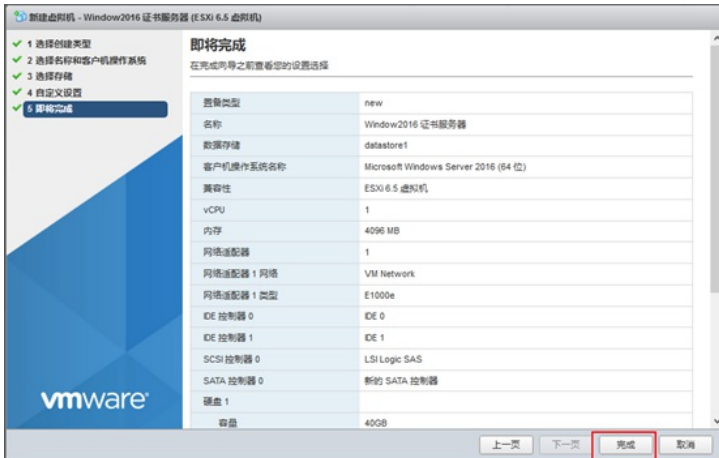 新建虚拟机 - Window2016 证书服务器 (ESXi 6.5 虚拟机)
1 选择创建类型
2 选择名称和客户机操作系统
3 选择存储
4 自定义设置
5 即将完成
即将完成
在完成向导之前查看您的设置选择
置备类型 new
名称 Window2016 证书服务器
数据存储 datastore1
客户机操作系统名称 Microsoft Windows Server 2016 (64 位)
兼容性 ESXi 6.5 虚拟机
vCPU 1
内存 4096 MB
网络适配器 1
网络适配器 1 网络 VM Network
网络适配器 1 类型 E1000e
IDE 控制器 0 IDE 0
IDE 控制器 1 IDE 1
SCSI 控制器 0 LSI Logic SAS
SATA 控制器 0 新的 SATA 控制器
硬盘 1
容量 40GB
vmware
上一页 下一页 完成 取消